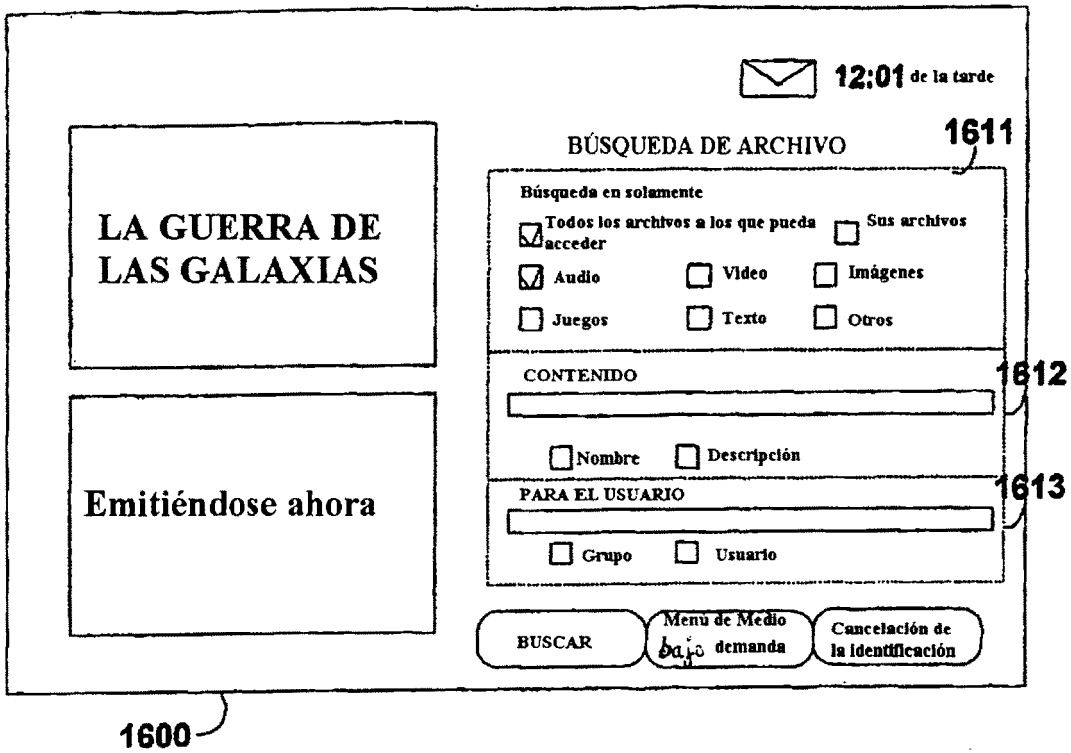 12:01 de la tarde
LA GUERRA DE
LAS GALAXIAS
Emitiéndose ahora
BÚSQUEDA DE ARCHIVO
1611
Búsqueda en solamente
Todos los archivos a los que pueda
acceder
Sus archivos
Audio
Video
Imágenes
Juegos
Texto
Otros
CONTENIDO
1612
Nombre
Descripción
PARA EL USUARIO
1613
Grupo
Usuario
BUSCAR
Menú de Medio
bajo demanda
Cancelación de
la identificación
1600